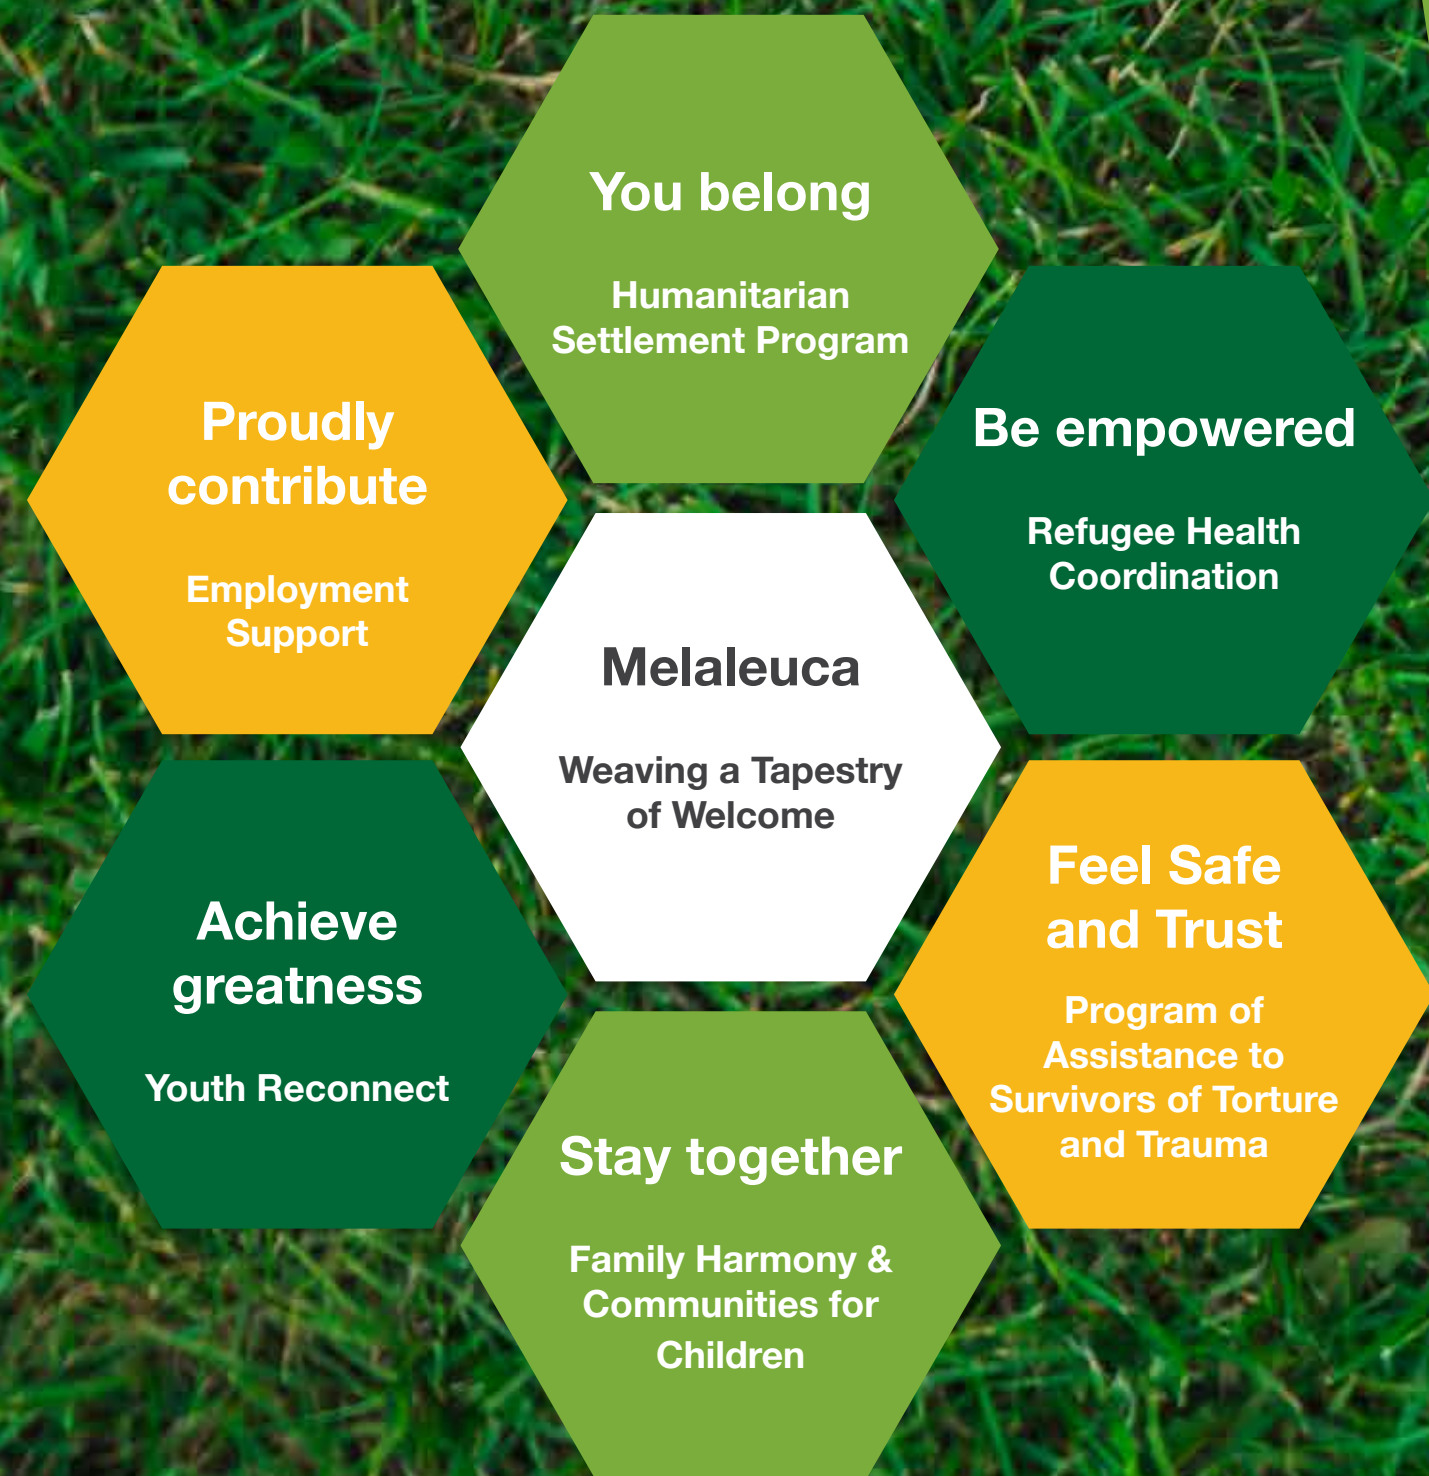 You belong
Humanitarian
Settlement Program
Proudly
contribute
Employment
Support
Be empowered
Refugee Health
Coordination
Melaleuca
Weaving a Tapestry
of Welcome
Achieve
greatness
Youth Reconnect
Feel Safe
and Trust
Program of
Assistance to
Survivors of Torture
and Trauma
Stay together
Family Harmony &
Communities for
Children